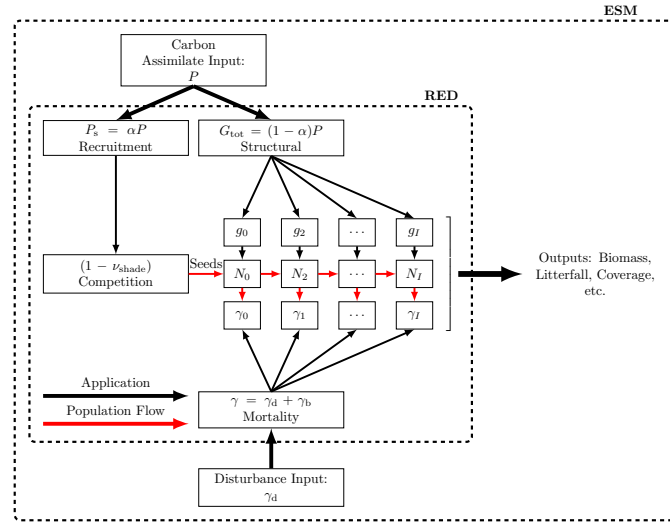 ESM
Carbon
Assimilate Input:
P
RED
P_s = αP
Recruitment
G_tot = (1 − α)P
Structural
g_0 g_2 ⋯ g_I
(1 − ν_shade)
Competition
Seeds
N_0 N_2 ⋯ N_I
γ_0 γ_1 ⋯ γ_I
Outputs: Biomass,
Litterfall, Coverage,
etc.
Application
Population Flow
γ = γ_d + γ_b
Mortality
Disturbance Input:
γ_d